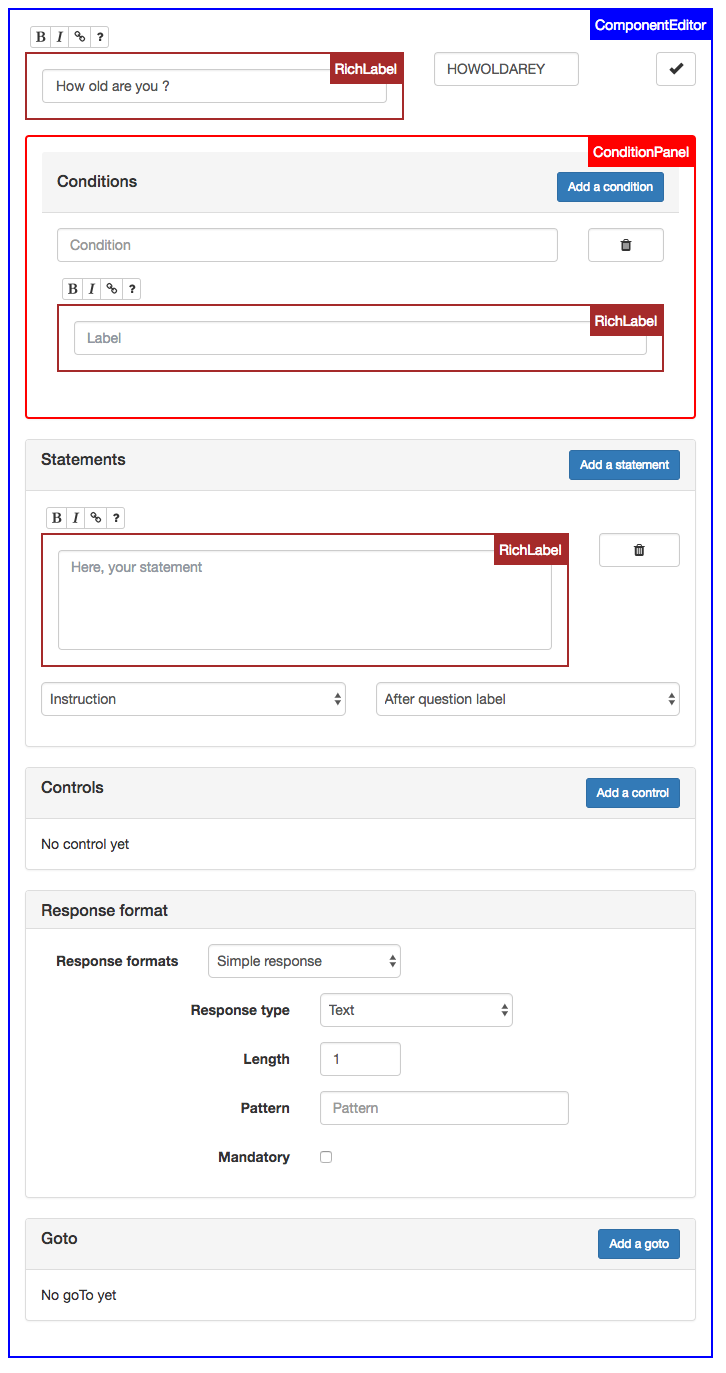 ComponentEditor
B I ?
RichLabel
How old are you ?
HOWOLDAREY
ConditionPanel
Conditions
Add a condition
Condition
B I ?
RichLabel
Label
Statements
Add a statement
B I ?
RichLabel
Here, your statement
Instruction
After question label
Controls
Add a control
No control yet
Response format
Response formats
Simple response
Response type
Text
Length
1
Pattern
Pattern
Mandatory
Goto
Add a goto
No goTo yet